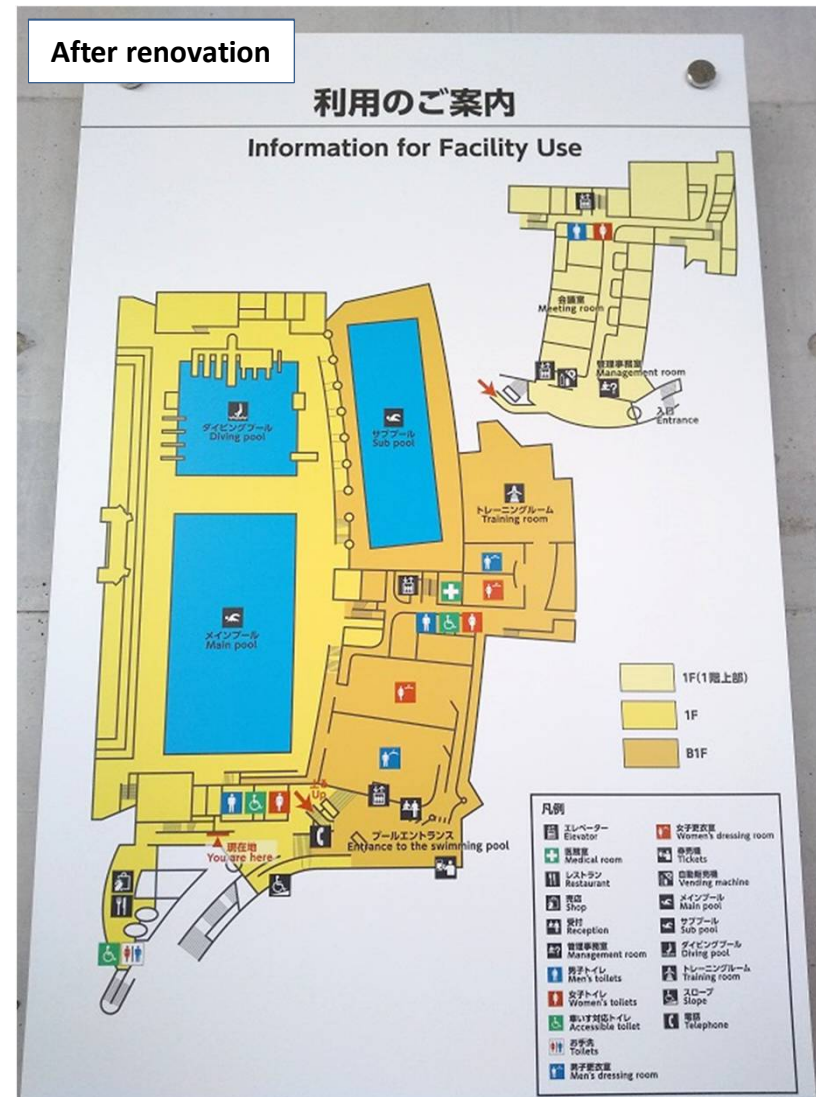 After renovation
利用のご案内
Information for Facility Use
会議室
Meeting room
管理事務室
Management room
入口
Entrance
ダイビングプール
Diving pool
サブプール
Sub pool
トレーニングルーム
Training room
メインプール
Main pool
1F(1階上部)
1F
B1F
上る
Up
プールエントランス
Entrance to the swimming pool
現在地
You are here
凡例
エレベーター
Elevator
医務室
Medical room
レストラン
Restaurant
売店
Shop
受付
Reception
管理事務室
Management room
男子トイレ
Men's toilets
女子トイレ
Women's toilets
車いす対応トイレ
Accessible toilet
お手洗
Toilets
男子更衣室
Men's dressing room
女子更衣室
Women's dressing room
券売機
Tickets
自動販売機
Vending machine
メインプール
Main pool
サブプール
Sub pool
ダイビングプール
Diving pool
トレーニングルーム
Training room
スロープ
Slope
電話
Telephone